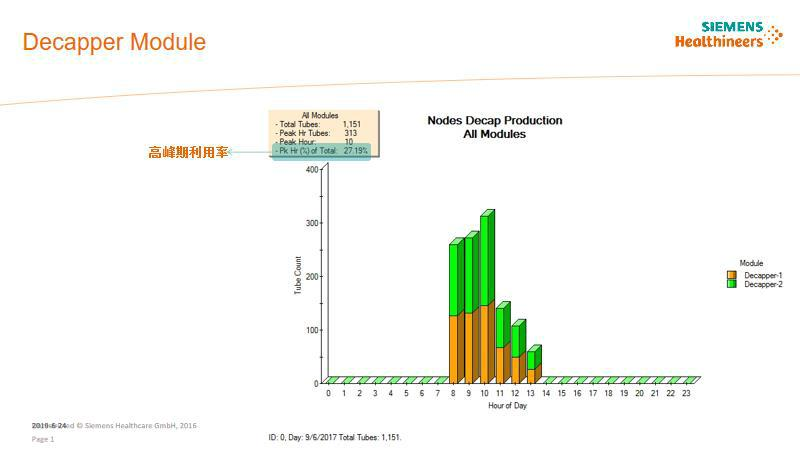 Decapper Module
SIEMENS
Healthineers
All Modules
- Total Tubes: 1,151
- Peak Hr Tubes: 313
- Peak Hour: 10
- Pk Hr (%) of Total: 27.19%
高峰期利用率
Nodes Decap Production
All Modules
400
300
200
100
0
Tube Count
0 1 2 3 4 5 6 7 8 9 10 11 12 13 14 15 16 17 18 19 20 21 22 23
Hour of Day
Module
Decapper-1
Decapper-2
2019-6-24 © Siemens Healthcare GmbH, 2016
Page 1
ID: 0, Day: 9/6/2017 Total Tubes: 1,151.